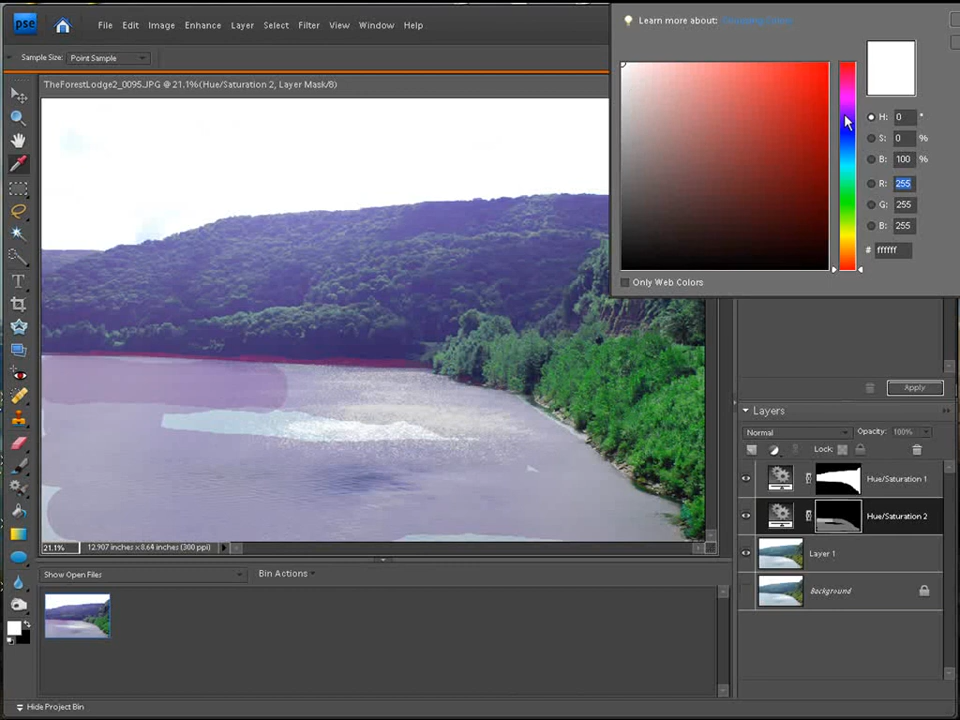 pse File Edit Image Enhance Layer Select Filter View Window Help
Learn more about:
Sample Size: Point Sample
TheForestLodge2_0095.JPG @ 21.1%(Hue/Saturation 2, Layer Mask/8)
H: 0 °
S: 0 %
B: 100 %
R: 255
G: 255
B: 255
# ffffff
Only Web Colors
Apply
Layers
Normal Opacity: 100%
Lock:
Hue/Saturation 1
Hue/Saturation 2
Layer 1
Background
21.1% 12.907 inches x 8.64 inches (300 ppi)
Show Open Files Bin Actions
Hide Project Bin